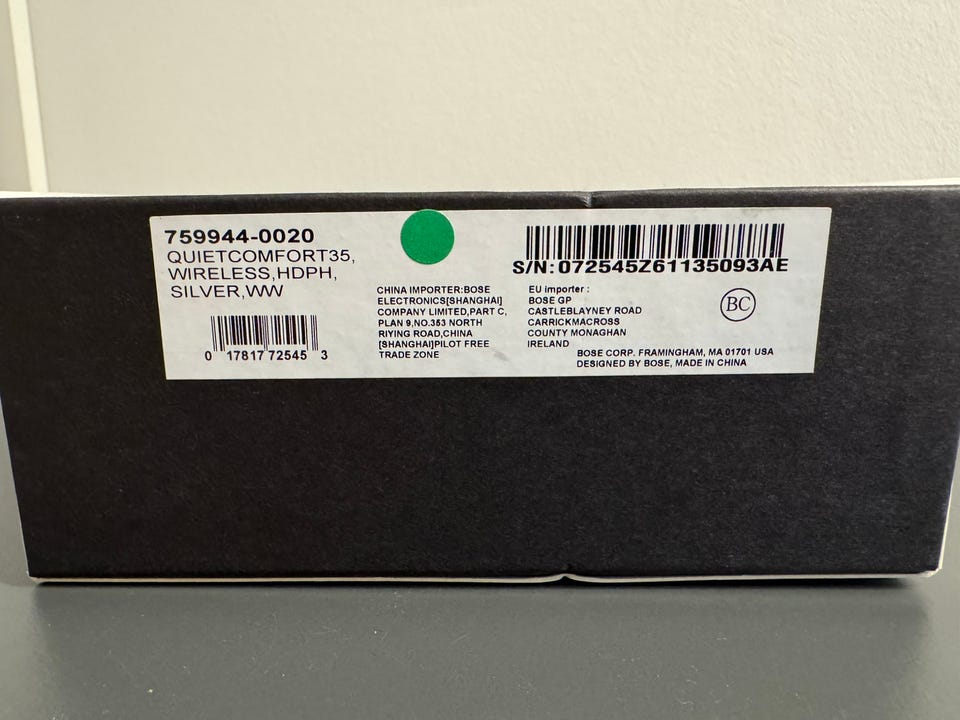 759944-0020
QUIETCOMFORT35,
WIRELESS,HDPH,
SILVER,WW
0 17817 72545 3
CHINA IMPORTER:BOSE
ELECTRONICS[SHANGHAI]
COMPANY LIMITED,PART C,
PLAN 9,NO.353 NORTH
RIYING ROAD,CHINA
[SHANGHAI]PILOT FREE
TRADE ZONE
S/N:072545Z61135093AE
EU importer :
BOSE GP
CASTLEBLAYNEY ROAD
CARRICKMACROSS
COUNTY MONAGHAN
IRELAND
BC
BOSE CORP. FRAMINGHAM, MA 01701 USA
DESIGNED BY BOSE, MADE IN CHINA